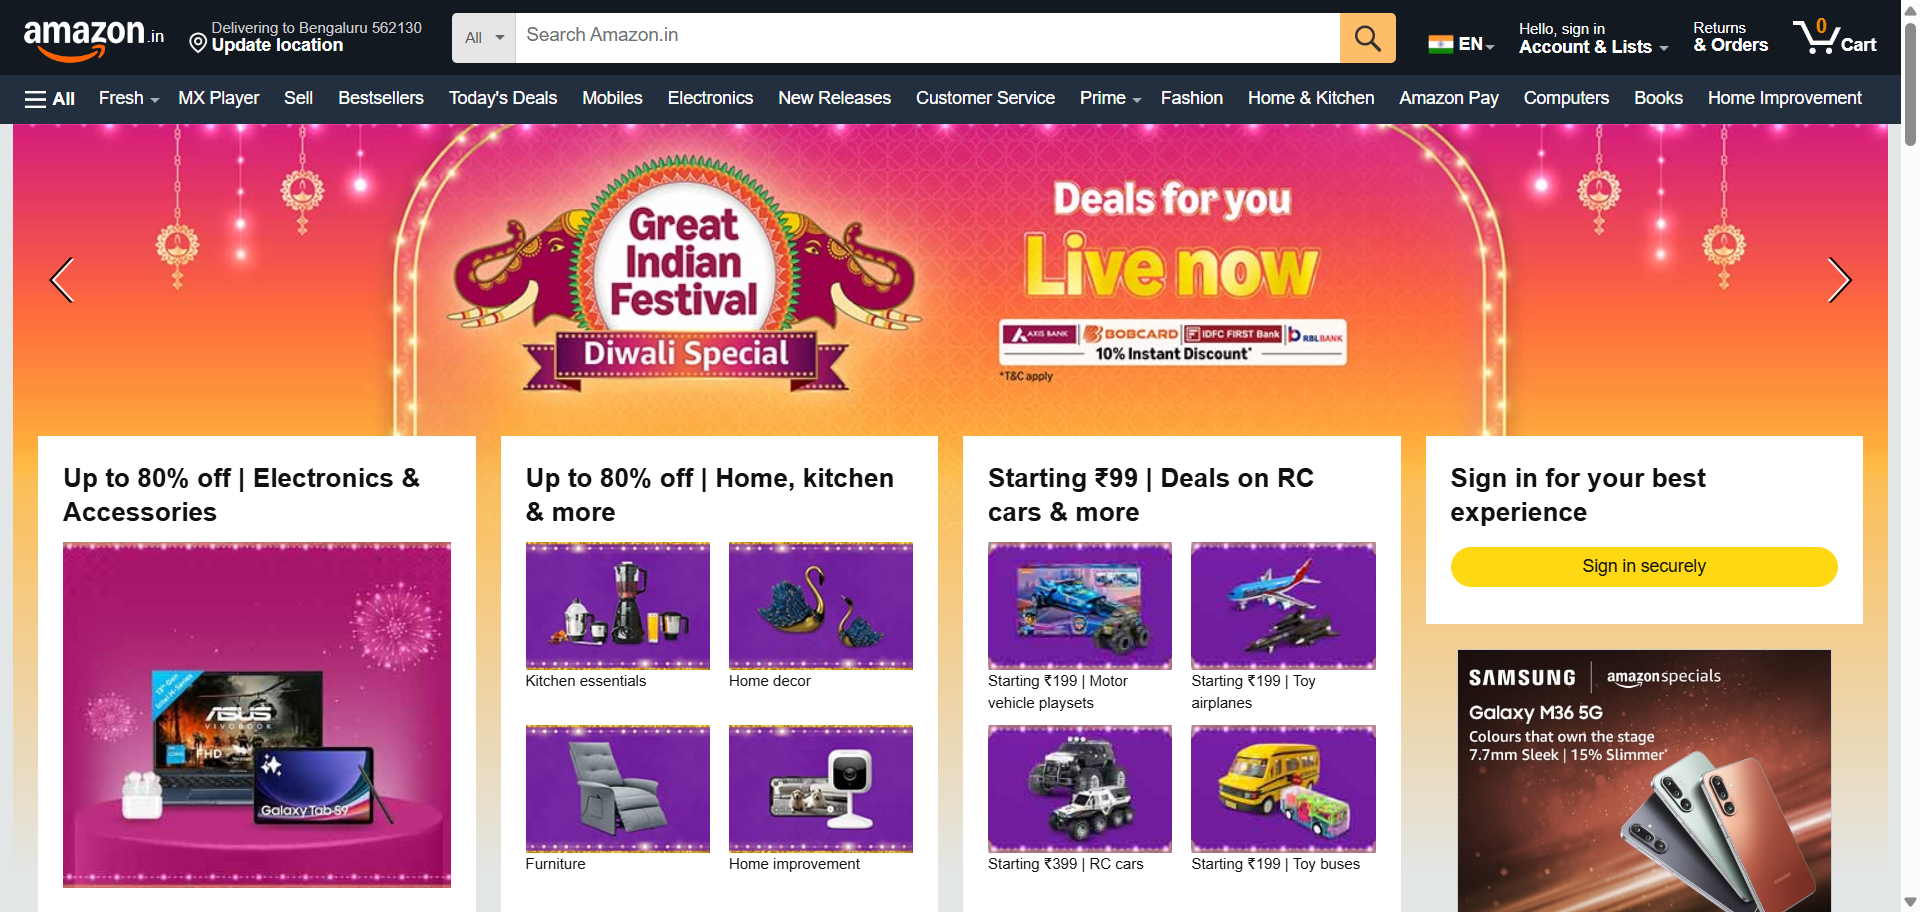 amazon.in
Delivering to Bengaluru 562130
Update location
All
Search Amazon.in
EN
Hello, sign in
Account & Lists
Returns
& Orders
0
Cart
All
Fresh
MX Player
Sell
Bestsellers
Today's Deals
Mobiles
Electronics
New Releases
Customer Service
Prime
Fashion
Home & Kitchen
Amazon Pay
Computers
Books
Home Improvement
Great
Indian
Festival
Diwali Special
Deals for you
Live now
AXIS BANK
BOBCARD
IDFC FIRST Bank
RBLBANK
10% Instant Discount*
*T&C apply
Up to 80% off | Electronics &
Accessories
13th Gen
Intel H-Series
ASUS
VIVOBOOK
FHD
Galaxy Tab S9
Up to 80% off | Home, kitchen
& more
Kitchen essentials
Home decor
Furniture
Home improvement
Starting ₹99 | Deals on RC
cars & more
Starting ₹199 | Motor
vehicle playsets
Starting ₹199 | Toy
airplanes
Starting ₹399 | RC cars
Starting ₹199 | Toy buses
Sign in for your best
experience
Sign in securely
SAMSUNG
amazonspecials
Galaxy M36 5G
Colours that own the stage
7.7mm Sleek | 15% Slimmer*